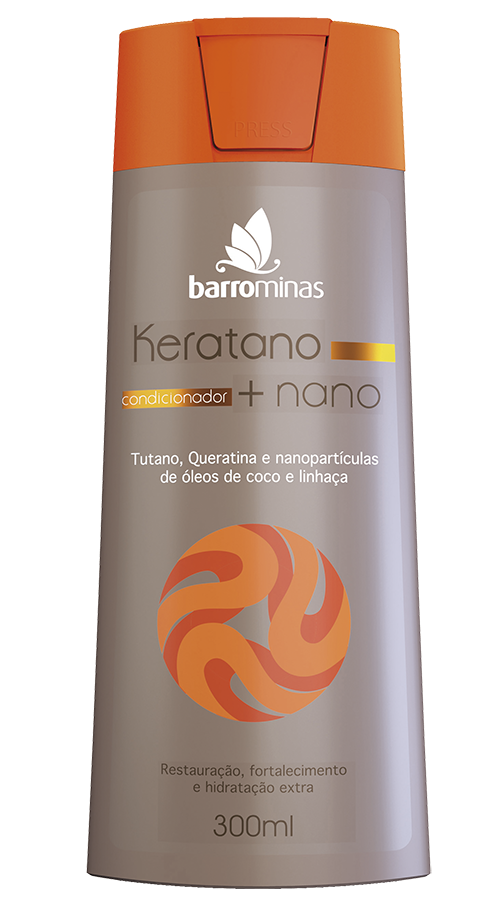 PRESS
barrominas
Keratano
condicionador + nano
Tutano, Queratina e nanopartículas
de óleos de coco e linhaça
Restauração, fortalecimento
e hidratação extra
300ml